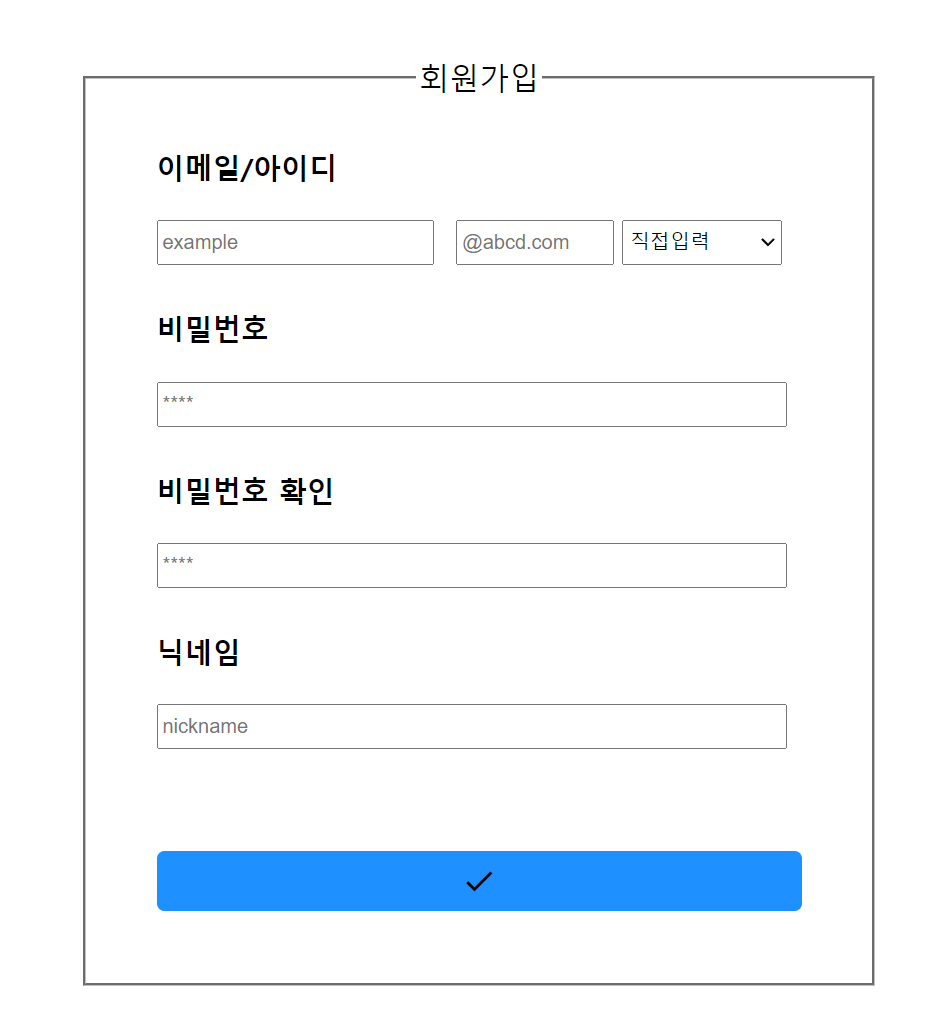 회원가입
이메일/아이디
example @abcd.com 직접입력
비밀번호
****
비밀번호 확인
****
닉네임
nickname